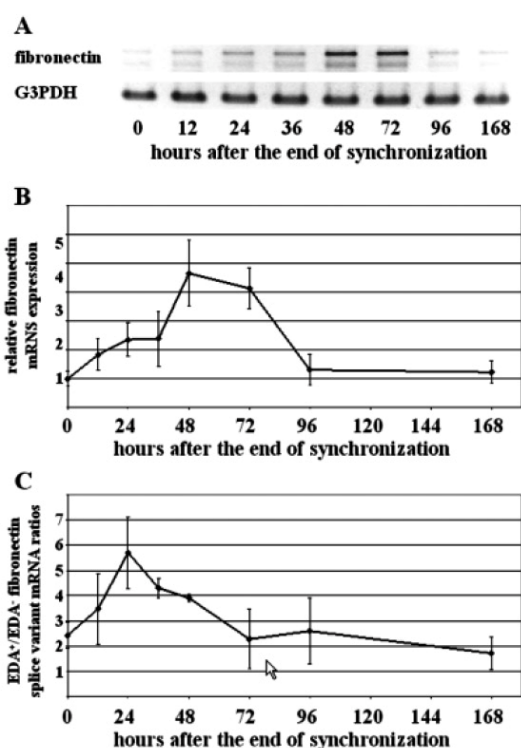 A
fibronectin
G3PDH
0 12 24 36 48 72 96 168
hours after the end of synchronization
B
relative fibronectin
mRNS expression
5
4
3
2
1
0 24 48 72 96 120 144 168
hours after the end of synchronization
C
EDA+/EDA- fibronectin
splice variant mRNA ratios
7
6
5
4
3
2
1
0 24 48 72 96 120 144 168
hours after the end of synchronization